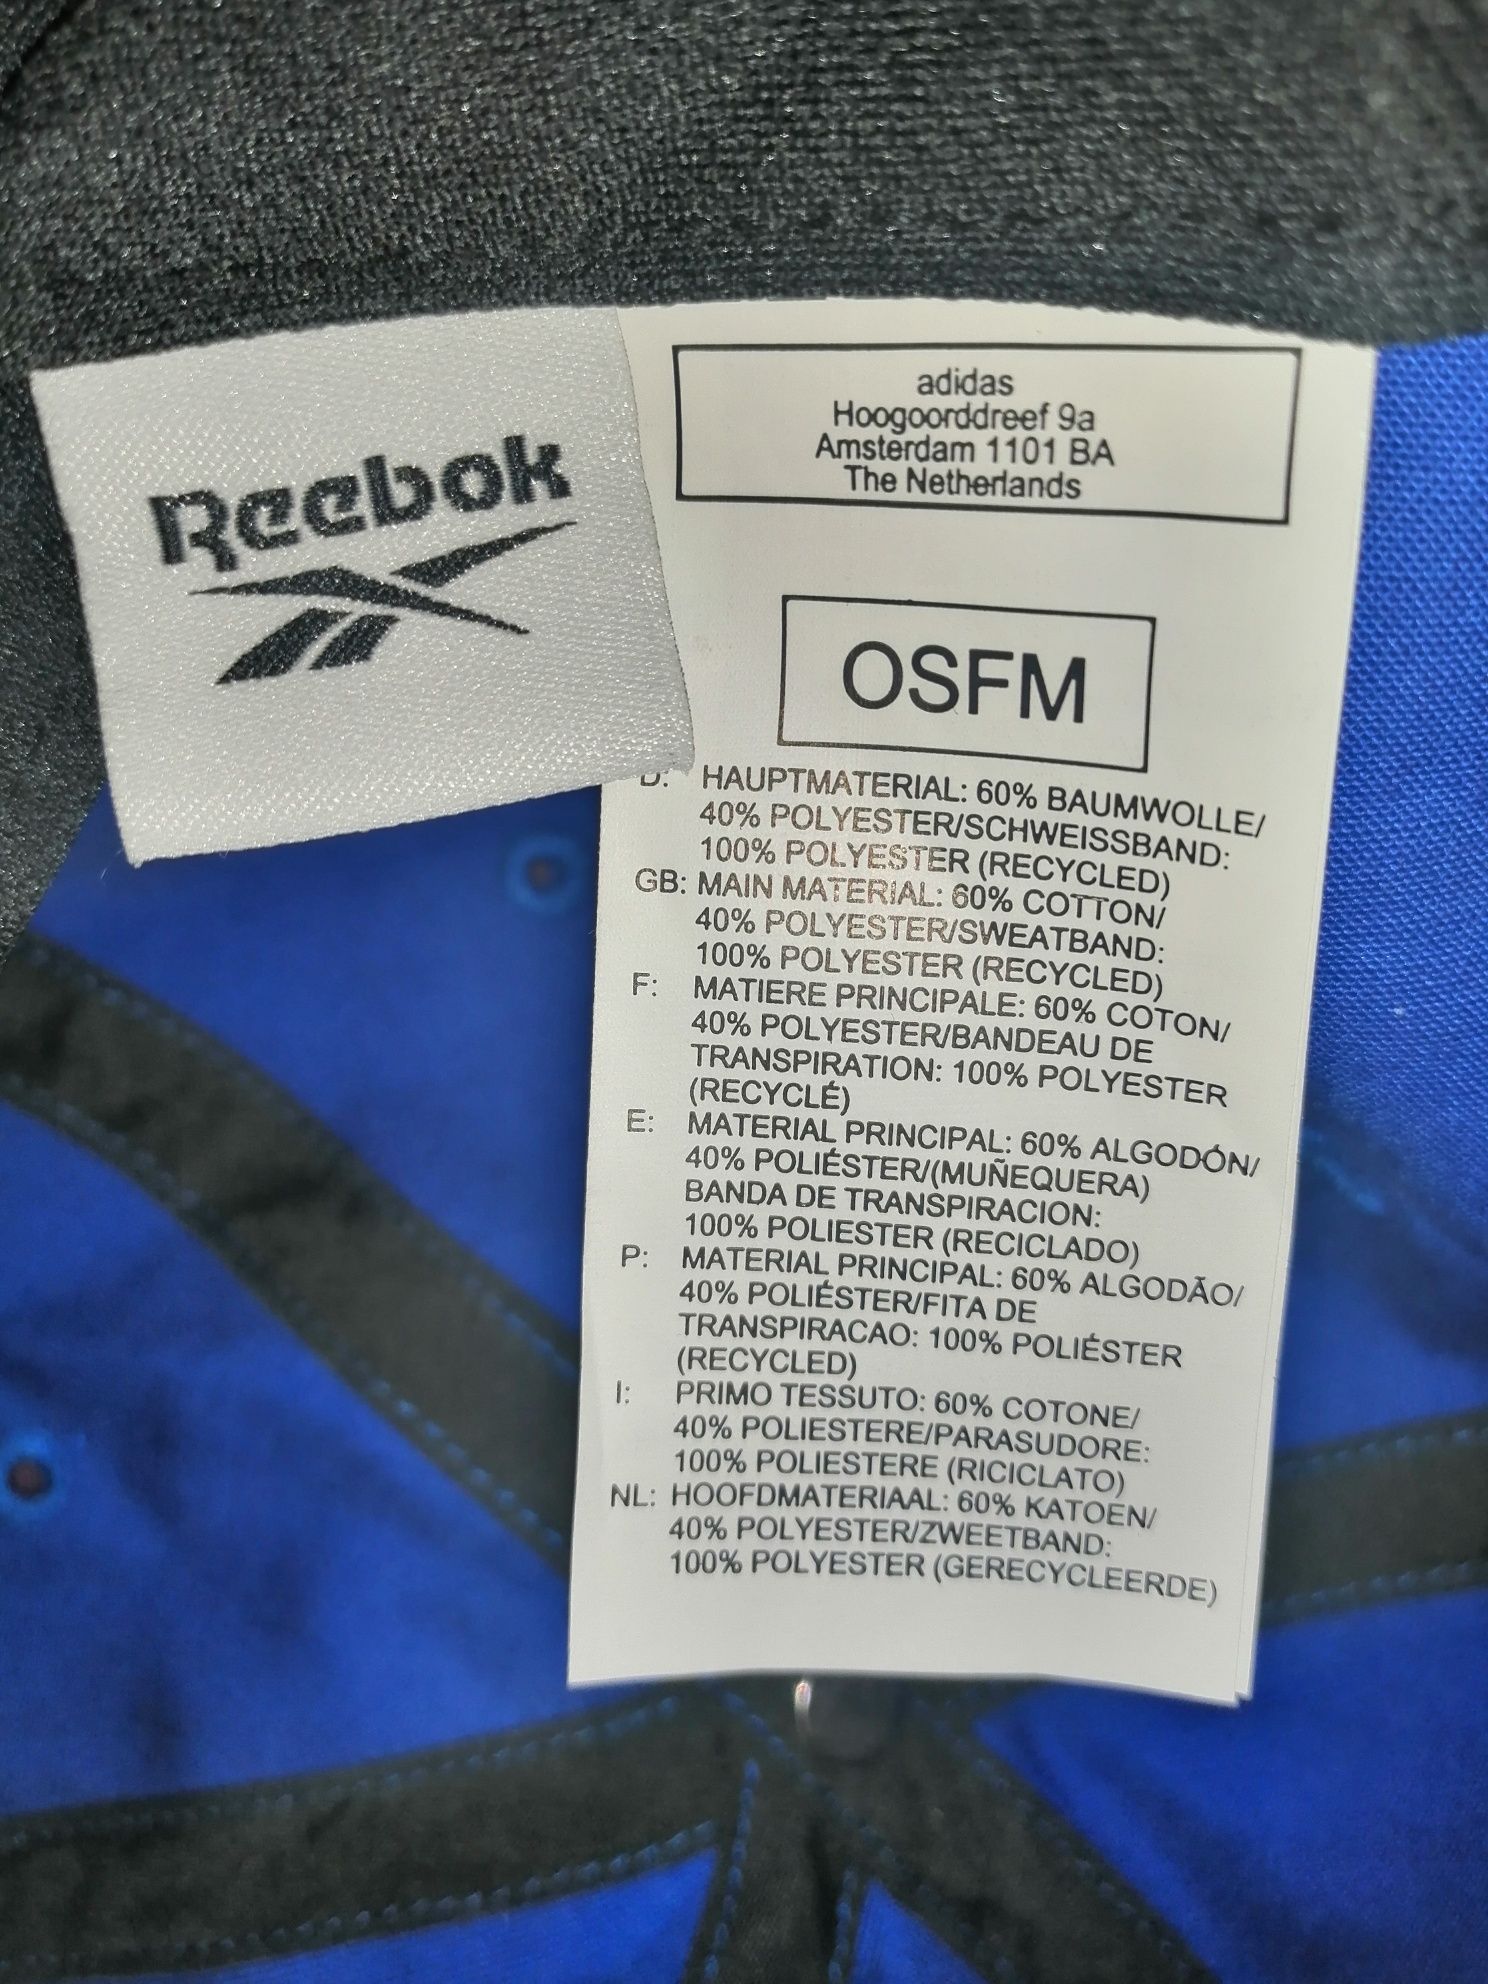 Reebok
adidas
Hoogoorddreef 9a
Amsterdam 1101 BA
The Netherlands
OSFM
D: HAUPTMATERIAL: 60% BAUMWOLLE/
40% POLYESTER/SCHWEISSBAND:
100% POLYESTER (RECYCLED)
GB: MAIN MATERIAL: 60% COTTON/
40% POLYESTER/SWEATBAND:
100% POLYESTER (RECYCLED)
F: MATIERE PRINCIPALE: 60% COTON/
40% POLYESTER/BANDEAU DE
TRANSPIRATION: 100% POLYESTER
(RECYCLÉ)
E: MATERIAL PRINCIPAL: 60% ALGODÓN/
40% POLIÉSTER/(MUÑEQUERA)
BANDA DE TRANSPIRACION:
100% POLIESTER (RECICLADO)
P: MATERIAL PRINCIPAL: 60% ALGODÃO/
40% POLIÉSTER/FITA DE
TRANSPIRACAO: 100% POLIÉSTER
(RECYCLED)
I: PRIMO TESSUTO: 60% COTONE/
40% POLIESTERE/PARASUDORE:
100% POLIESTERE (RICICLATO)
NL: HOOFDMATERIAAL: 60% KATOEN/
40% POLYESTER/ZWEETBAND:
100% POLYESTER (GERECYCLEERDE)